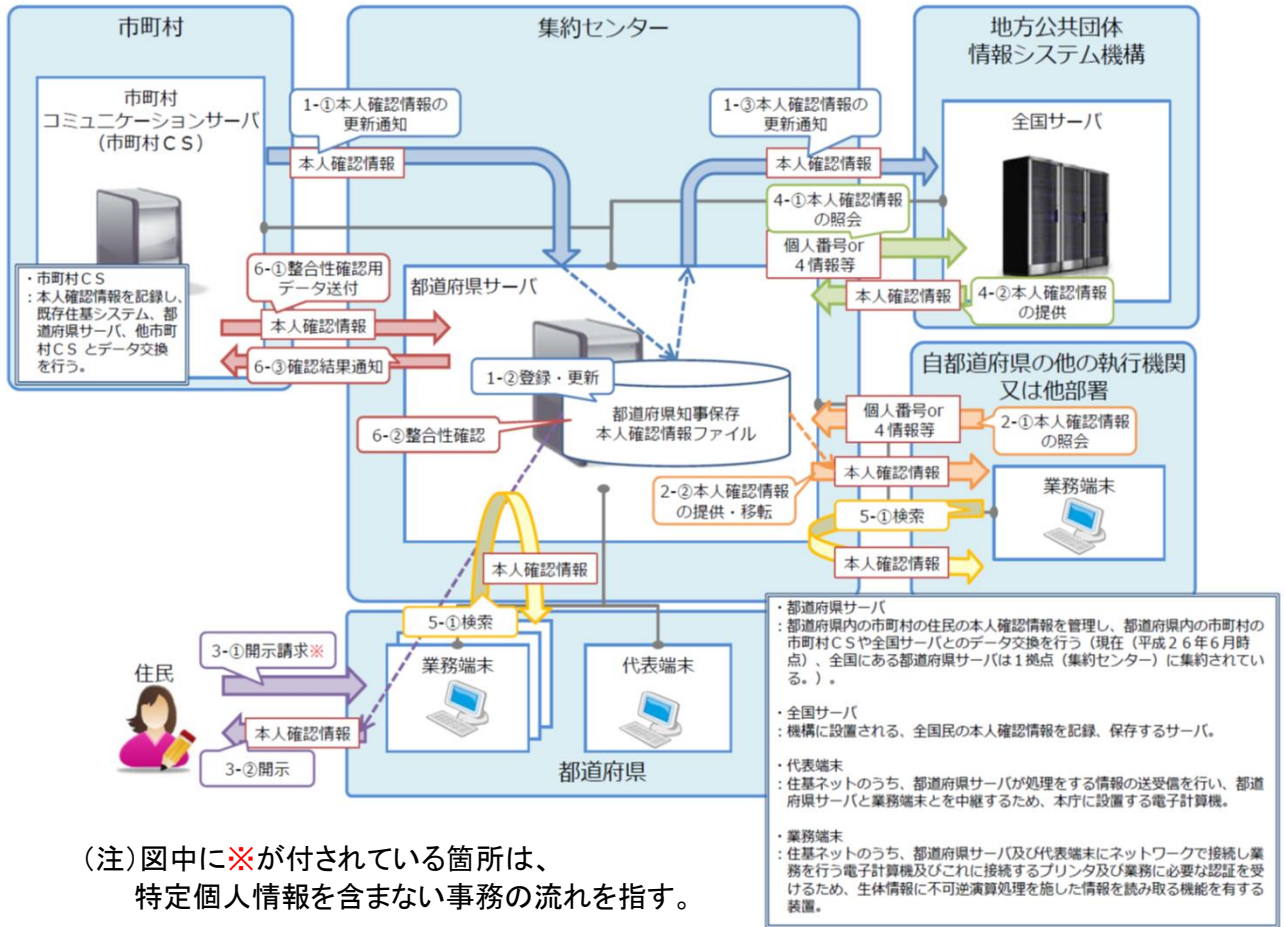 市町村
集約センター
地方公共団体
情報システム機構
市町村
コミュニケーションサーバ
(市町村ＣＳ)
1-①本人確認情報の
更新通知
本人確認情報
1-③本人確認情報の
更新通知
本人確認情報
全国サーバ
4-①本人確認情報
の照会
個人番号or
４情報等
本人確認情報
4-②本人確認情報
の提供
・市町村ＣＳ
：本人確認情報を記録し、
既存住基システム、都
道府県サーバ、他市町
村ＣＳ とデータ交換
を行う。
6-①整合性確認用
データ送付
本人確認情報
6-③確認結果通知
都道府県サーバ
1-②登録・更新
都道府県知事保存
本人確認情報ファイル
6-②整合性確認
自都道府県の他の執行機関
又は他部署
個人番号or
４情報等
2-①本人確認情報
の照会
本人確認情報
2-②本人確認情報
の提供・移転
業務端末
5-①検索
本人確認情報
本人確認情報
5-①検索
業務端末
代表端末
都道府県
住民
3-①開示請求※
本人確認情報
3-②開示
・都道府県サーバ
：都道府県内の市町村の住民の本人確認情報を管理し、都道府県内の市町村の
市町村ＣＳや全国サーバとのデータ交換を行う（現在（平成２６年６月時
点）、全国にある都道府県サーバは１拠点（集約センター）に集約されてい
る。）。
・全国サーバ
：機構に設置される、全国民の本人確認情報を記録、保存するサーバ。
・代表端末
：住基ネットのうち、都道府県サーバが処理をする情報の送受信を行い、都道
府県サーバと業務端末とを中継するため、本庁に設置する電子計算機。
・業務端末
：住基ネットのうち、都道府県サーバ及び代表端末にネットワークで接続し業
務を行う電子計算機及びこれに接続するプリンタ及び業務に必要な認証を受
けるため、生体情報に不可逆演算処理を施した情報を読み取る機能を有する
装置。
（注）図中に※が付されている箇所は、
特定個人情報を含まない事務の流れを指す。